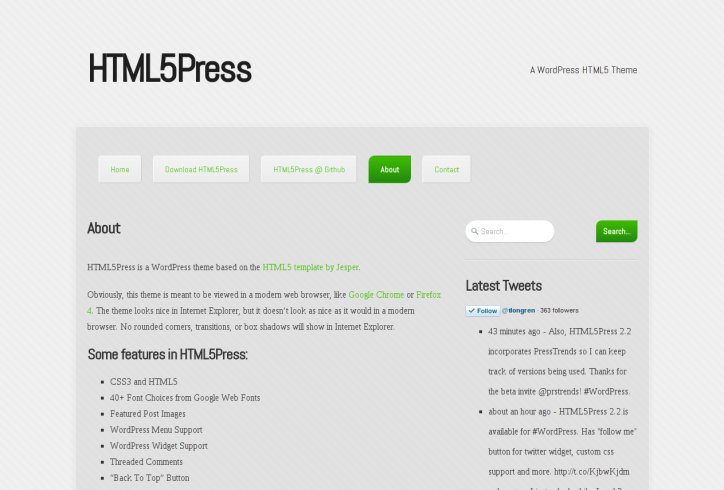 HTML5Press
A WordPress HTML5 Theme
Home
Download HTML5Press
HTML5Press @ Github
About
Contact
About
HTML5Press is a WordPress theme based on the HTML5 template by Jesper.
Obviously, this theme is meant to be viewed in a modern web browser, like Google Chrome or Firefox
4. The theme looks nice in Internet Explorer, but it doesn't look as nice as it would in a modern
browser. No rounded corners, transitions, or box shadows will show in Internet Explorer.
Some features in HTML5Press:
CSS3 and HTML5
40+ Font Choices from Google Web Fonts
Featured Post Images
WordPress Menu Support
WordPress Widget Support
Threaded Comments
"Back To Top" Button
Search...
Search...
Latest Tweets
Follow @tlongren · 363 followers
43 minutes ago - Also, HTML5Press 2.2
incorporates PressTrends so I can keep
track of versions being used. Thanks for
the beta invite @prstrends! #WordPress.
about an hour ago - HTML5Press 2.2 is
available for #WordPress. Has "follow me"
button for twitter widget, custom css
support and more. http://t.co/KjbwKjdm